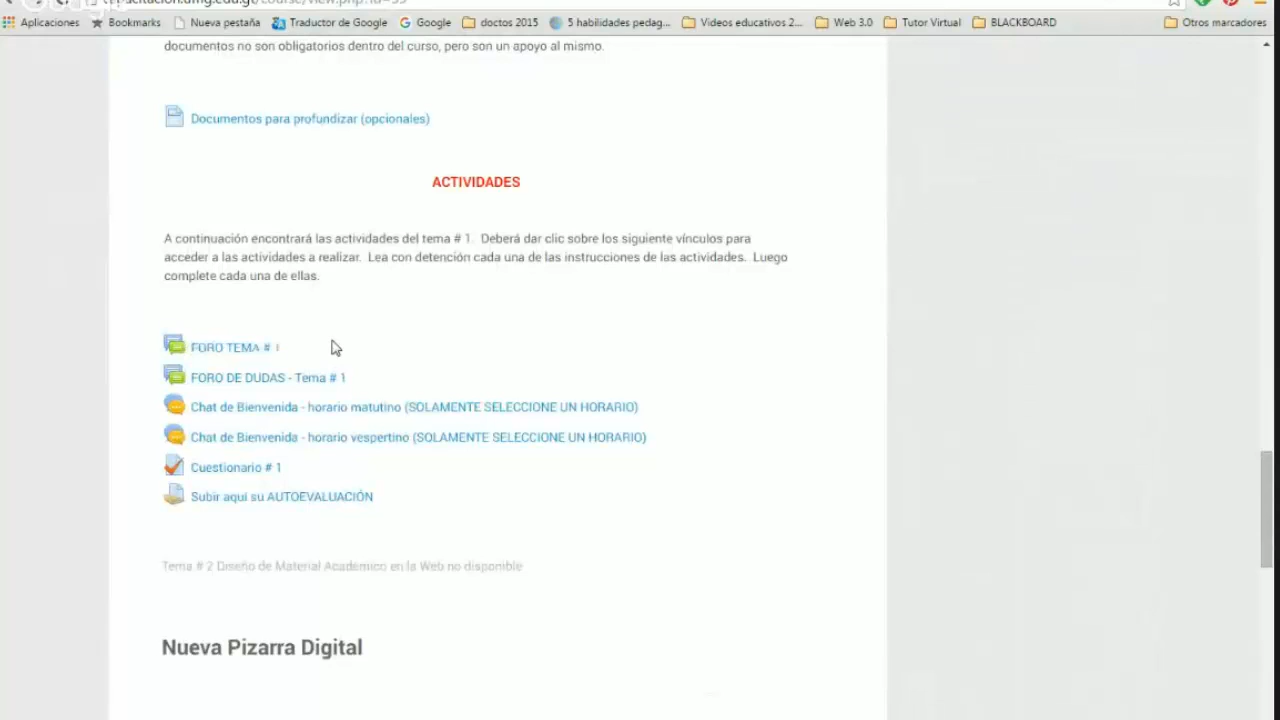 Aplicaciones Bookmarks Nueva pestaña Traductor de Google Google doctos 2015 5 habilidades pedag... Videos educativos 2... Web 3.0 Tutor Virtual BLACKBOARD Otros marcadores
documentos no son obligatorios dentro del curso, pero son un apoyo al mismo.
Documentos para profundizar (opcionales)
ACTIVIDADES
A continuación encontrará las actividades del tema # 1. Deberá dar clic sobre los siguiente vínculos para
acceder a las actividades a realizar. Lea con detención cada una de las instrucciones de las actividades. Luego
complete cada una de ellas.
FORO TEMA # 1
FORO DE DUDAS - Tema # 1
Chat de Bienvenida - horario matutino (SOLAMENTE SELECCIONE UN HORARIO)
Chat de Bienvenida - horario vespertino (SOLAMENTE SELECCIONE UN HORARIO)
Cuestionario # 1
Subir aquí su AUTOEVALUACIÓN
Tema # 2 Diseño de Material Académico en la Web no disponible
Nueva Pizarra Digital